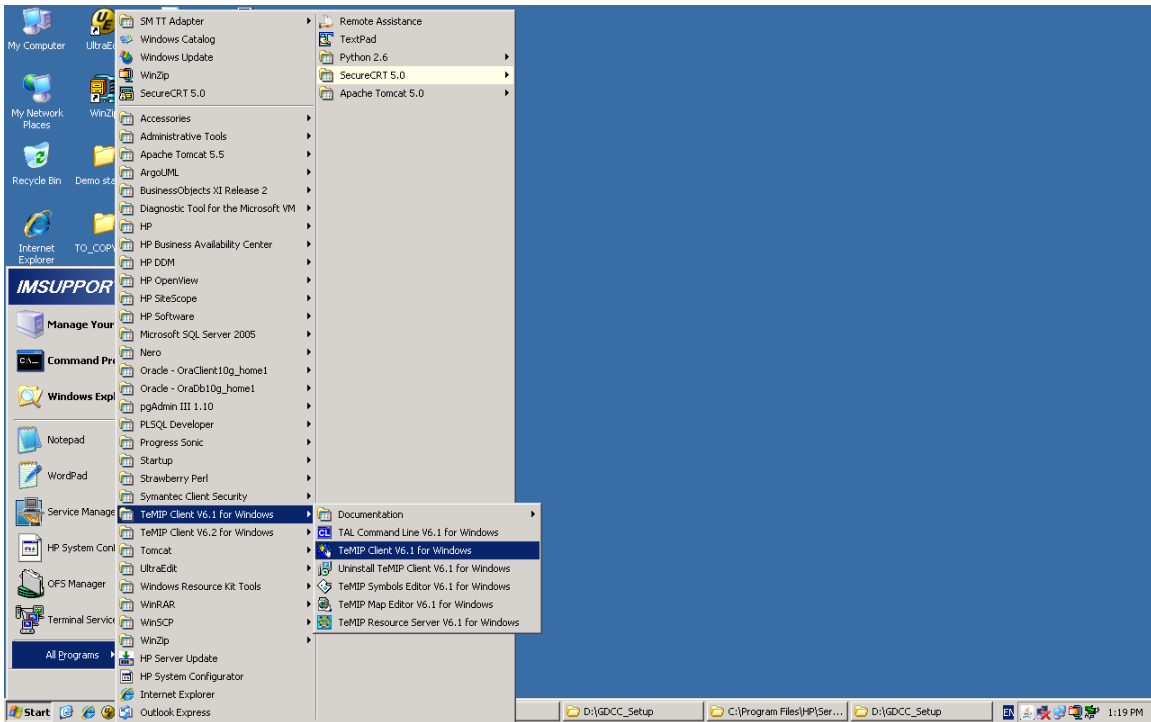 My Computer
UltraE
My Network
Places
WinZi
Recycle Bin
Demo sta
Internet
Explorer
TO_COP
IMSUPPOR
Manage Your
Command Pr
Windows Expl
Notepad
WordPad
Service Manage
HP System Con
OFS Manager
Terminal Service
All Programs
SM TT Adapter
Windows Catalog
Windows Update
WinZip
SecureCRT 5.0
Accessories
Administrative Tools
Apache Tomcat 5.5
ArgoUML
BusinessObjects XI Release 2
Diagnostic Tool for the Microsoft VM
HP
HP Business Availability Center
HP DDM
HP OpenView
HP SiteScope
HP Software
Microsoft SQL Server 2005
Nero
Oracle - OraClient10g_home1
Oracle - OraDb10g_home1
pgAdmin III 1.10
PLSQL Developer
Progress Sonic
Startup
Strawberry Perl
Symantec Client Security
TeMIP Client V6.1 for Windows
TeMIP Client V6.2 for Windows
Tomcat
UltraEdit
Windows Resource Kit Tools
WinRAR
WinSCP
WinZip
HP Server Update
HP System Configurator
Internet Explorer
Outlook Express
Remote Assistance
TextPad
Python 2.6
SecureCRT 5.0
Apache Tomcat 5.0
Documentation
TAL Command Line V6.1 for Windows
TeMIP Client V6.1 for Windows
Uninstall TeMIP Client V6.1 for Windows
TeMIP Symbols Editor V6.1 for Windows
TeMIP Map Editor V6.1 for Windows
TeMIP Resource Server V6.1 for Windows
Start
D:\GDCC_Setup
C:\Program Files\HP\Ser...
D:\GDCC_Setup
EN
1:19 PM